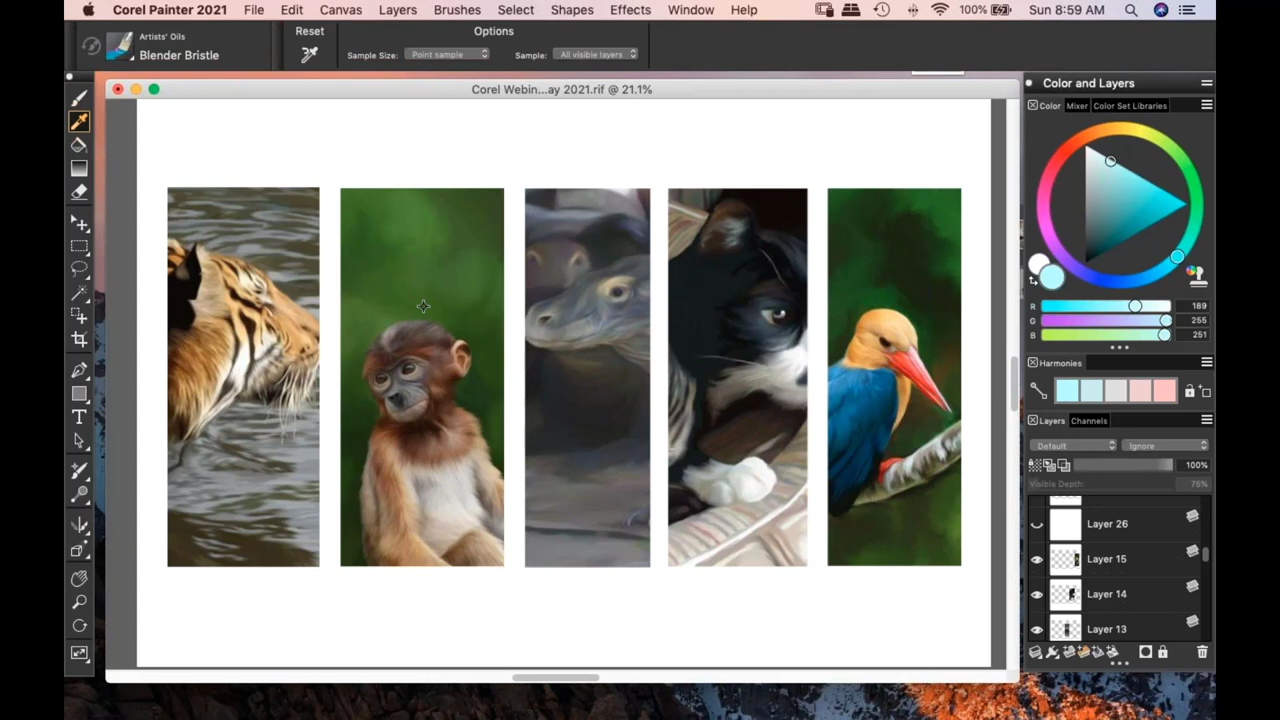 Corel Painter 2021 File Edit Canvas Layers Brushes Select Shapes Effects Window Help 100% Sun 8:59 AM
Artists' Oils
Blender Bristle
Reset
Options
Sample Size: Point sample Sample: All visible layers
Corel Webin...ay 2021.rif @ 21.1%
Color and Layers
Color Mixer Color Set Libraries
R 189
G 255
B 251
Harmonies
Layers Channels
Default Ignore
100%
Visible Depth: 75%
Layer 26
Layer 15
Layer 14
Layer 13